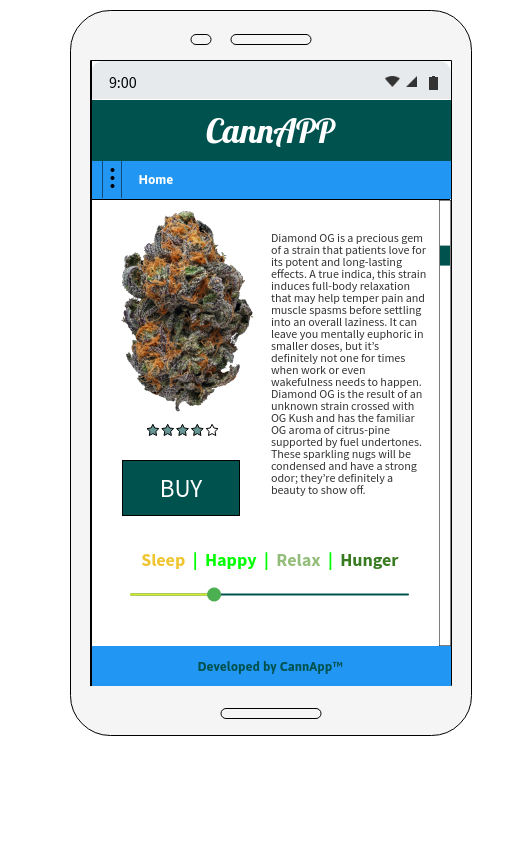 9:00
CannAPP
Home
Diamond OG is a precious gem
of a strain that patients love for
its potent and long-lasting
effects. A true indica, this strain
induces full-body relaxation
that may help temper pain and
muscle spasms before settling
into an overall laziness. It can
leave you mentally euphoric in
smaller doses, but it's
definitely not one for times
when work or even
wakefulness needs to happen.
Diamond OG is the result of an
unknown strain crossed with
OG Kush and has the familiar
OG aroma of citrus-pine
supported by fuel undertones.
These sparkling nugs will be
condensed and have a strong
odor; they're definitely a
beauty to show off.
BUY
Sleep | Happy | Relax | Hunger
Developed by CannApp™